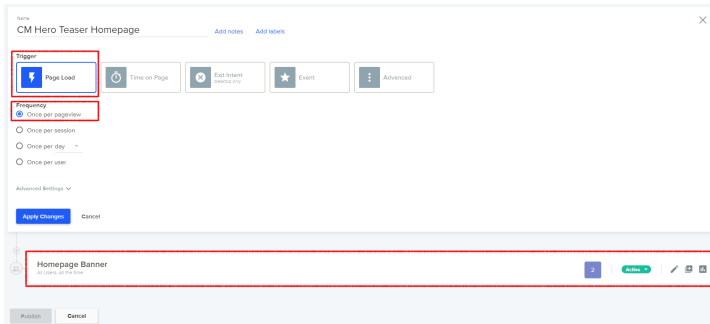 Name
CM Hero Teaser Homepage
Add notes
Add labels
Trigger
Page Load
Time on Page
Exit Intent
Desktop only
Event
Advanced
Frequency
Once per pageview
Once per session
Once per day
Once per user
Advanced Settings
Apply Changes
Cancel
Homepage Banner
All users, all the time
2
Active
Publish
Cancel